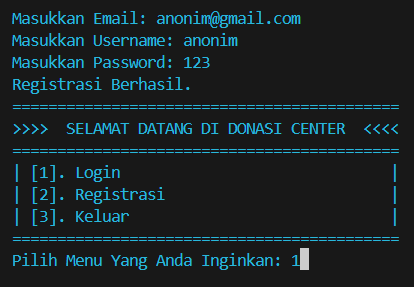 Masukkan Email: anonim@gmail.com
Masukkan Username: anonim
Masukkan Password: 123
Registrasi Berhasil.
===========================================
>>>>  SELAMAT DATANG DI DONASI CENTER  <<<<
===========================================
| [1]. Login                              |
| [2]. Registrasi                         |
| [3]. Keluar                             |
===========================================
Pilih Menu Yang Anda Inginkan: 1